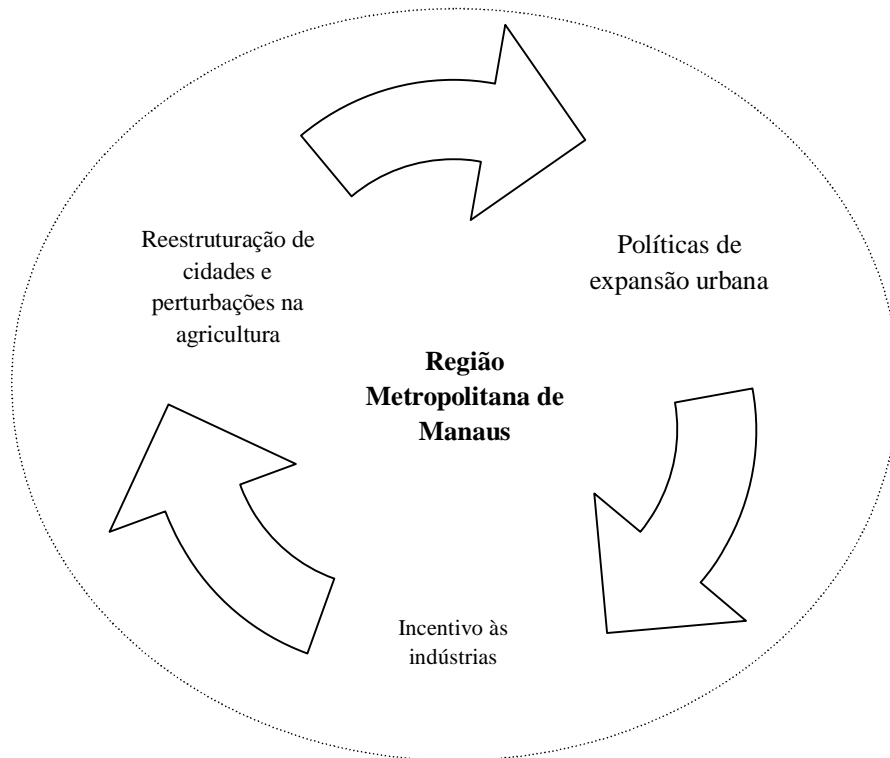 Reestruturação de
cidades e
perturbações na
agricultura
Políticas de
expansão urbana
Região
Metropolitana de
Manaus
Incentivo às
indústrias